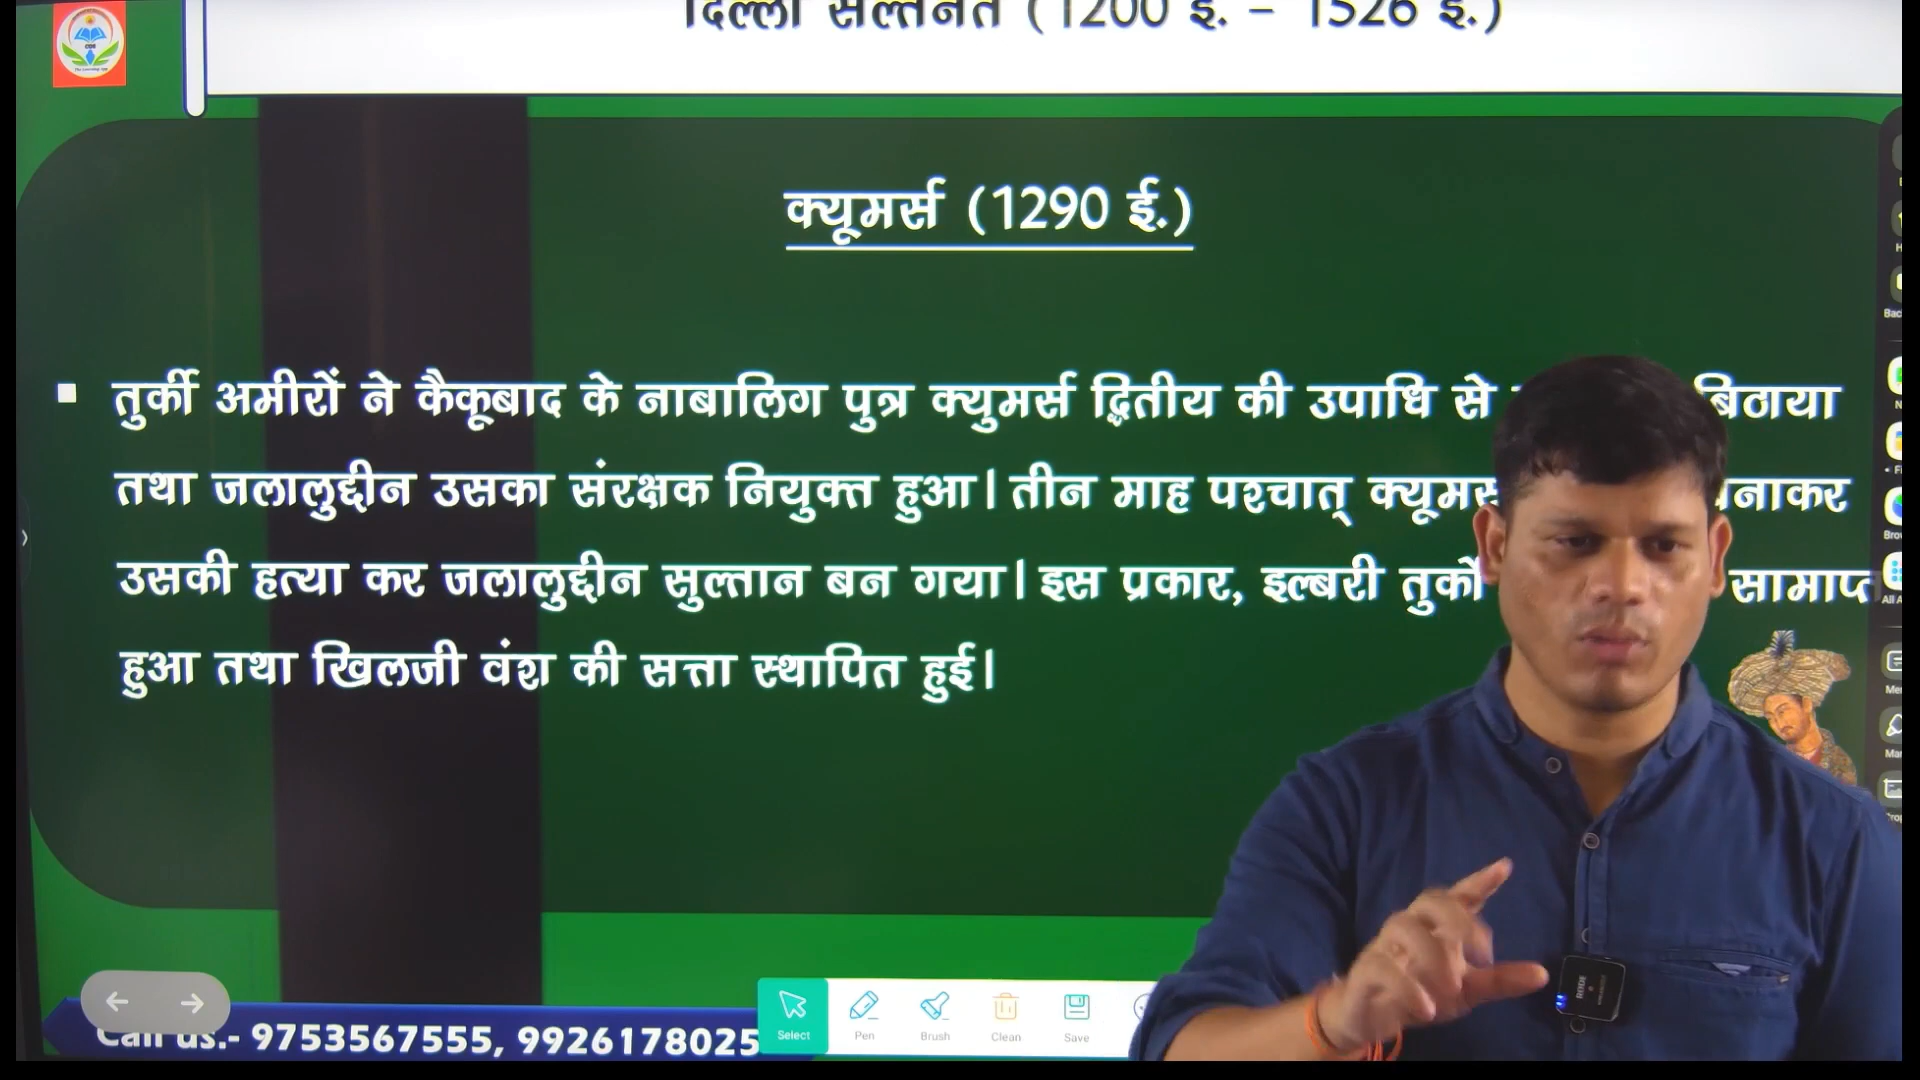 दिल्ली सल्तनत (1200 ई. – 1526 ई.)
क्यूमर्स (1290 ई.)
तुर्की अमीरों ने कैकूबाद के नाबालिग पुत्र क्युमर्स द्वितीय की उपाधि से बिठाया
तथा जलालुद्दीन उसका संरक्षक नियुक्त हुआ। तीन माह पश्चात् क्यूमर्स
उसकी हत्या कर जलालुद्दीन सुल्तान बन गया। इस प्रकार, इल्बरी तुर्कों सामाप्त
हुआ तथा खिलजी वंश की सत्ता स्थापित हुई।
Call us.- 9753567555, 9926178025
Select Pen Brush Clean Save
RODE